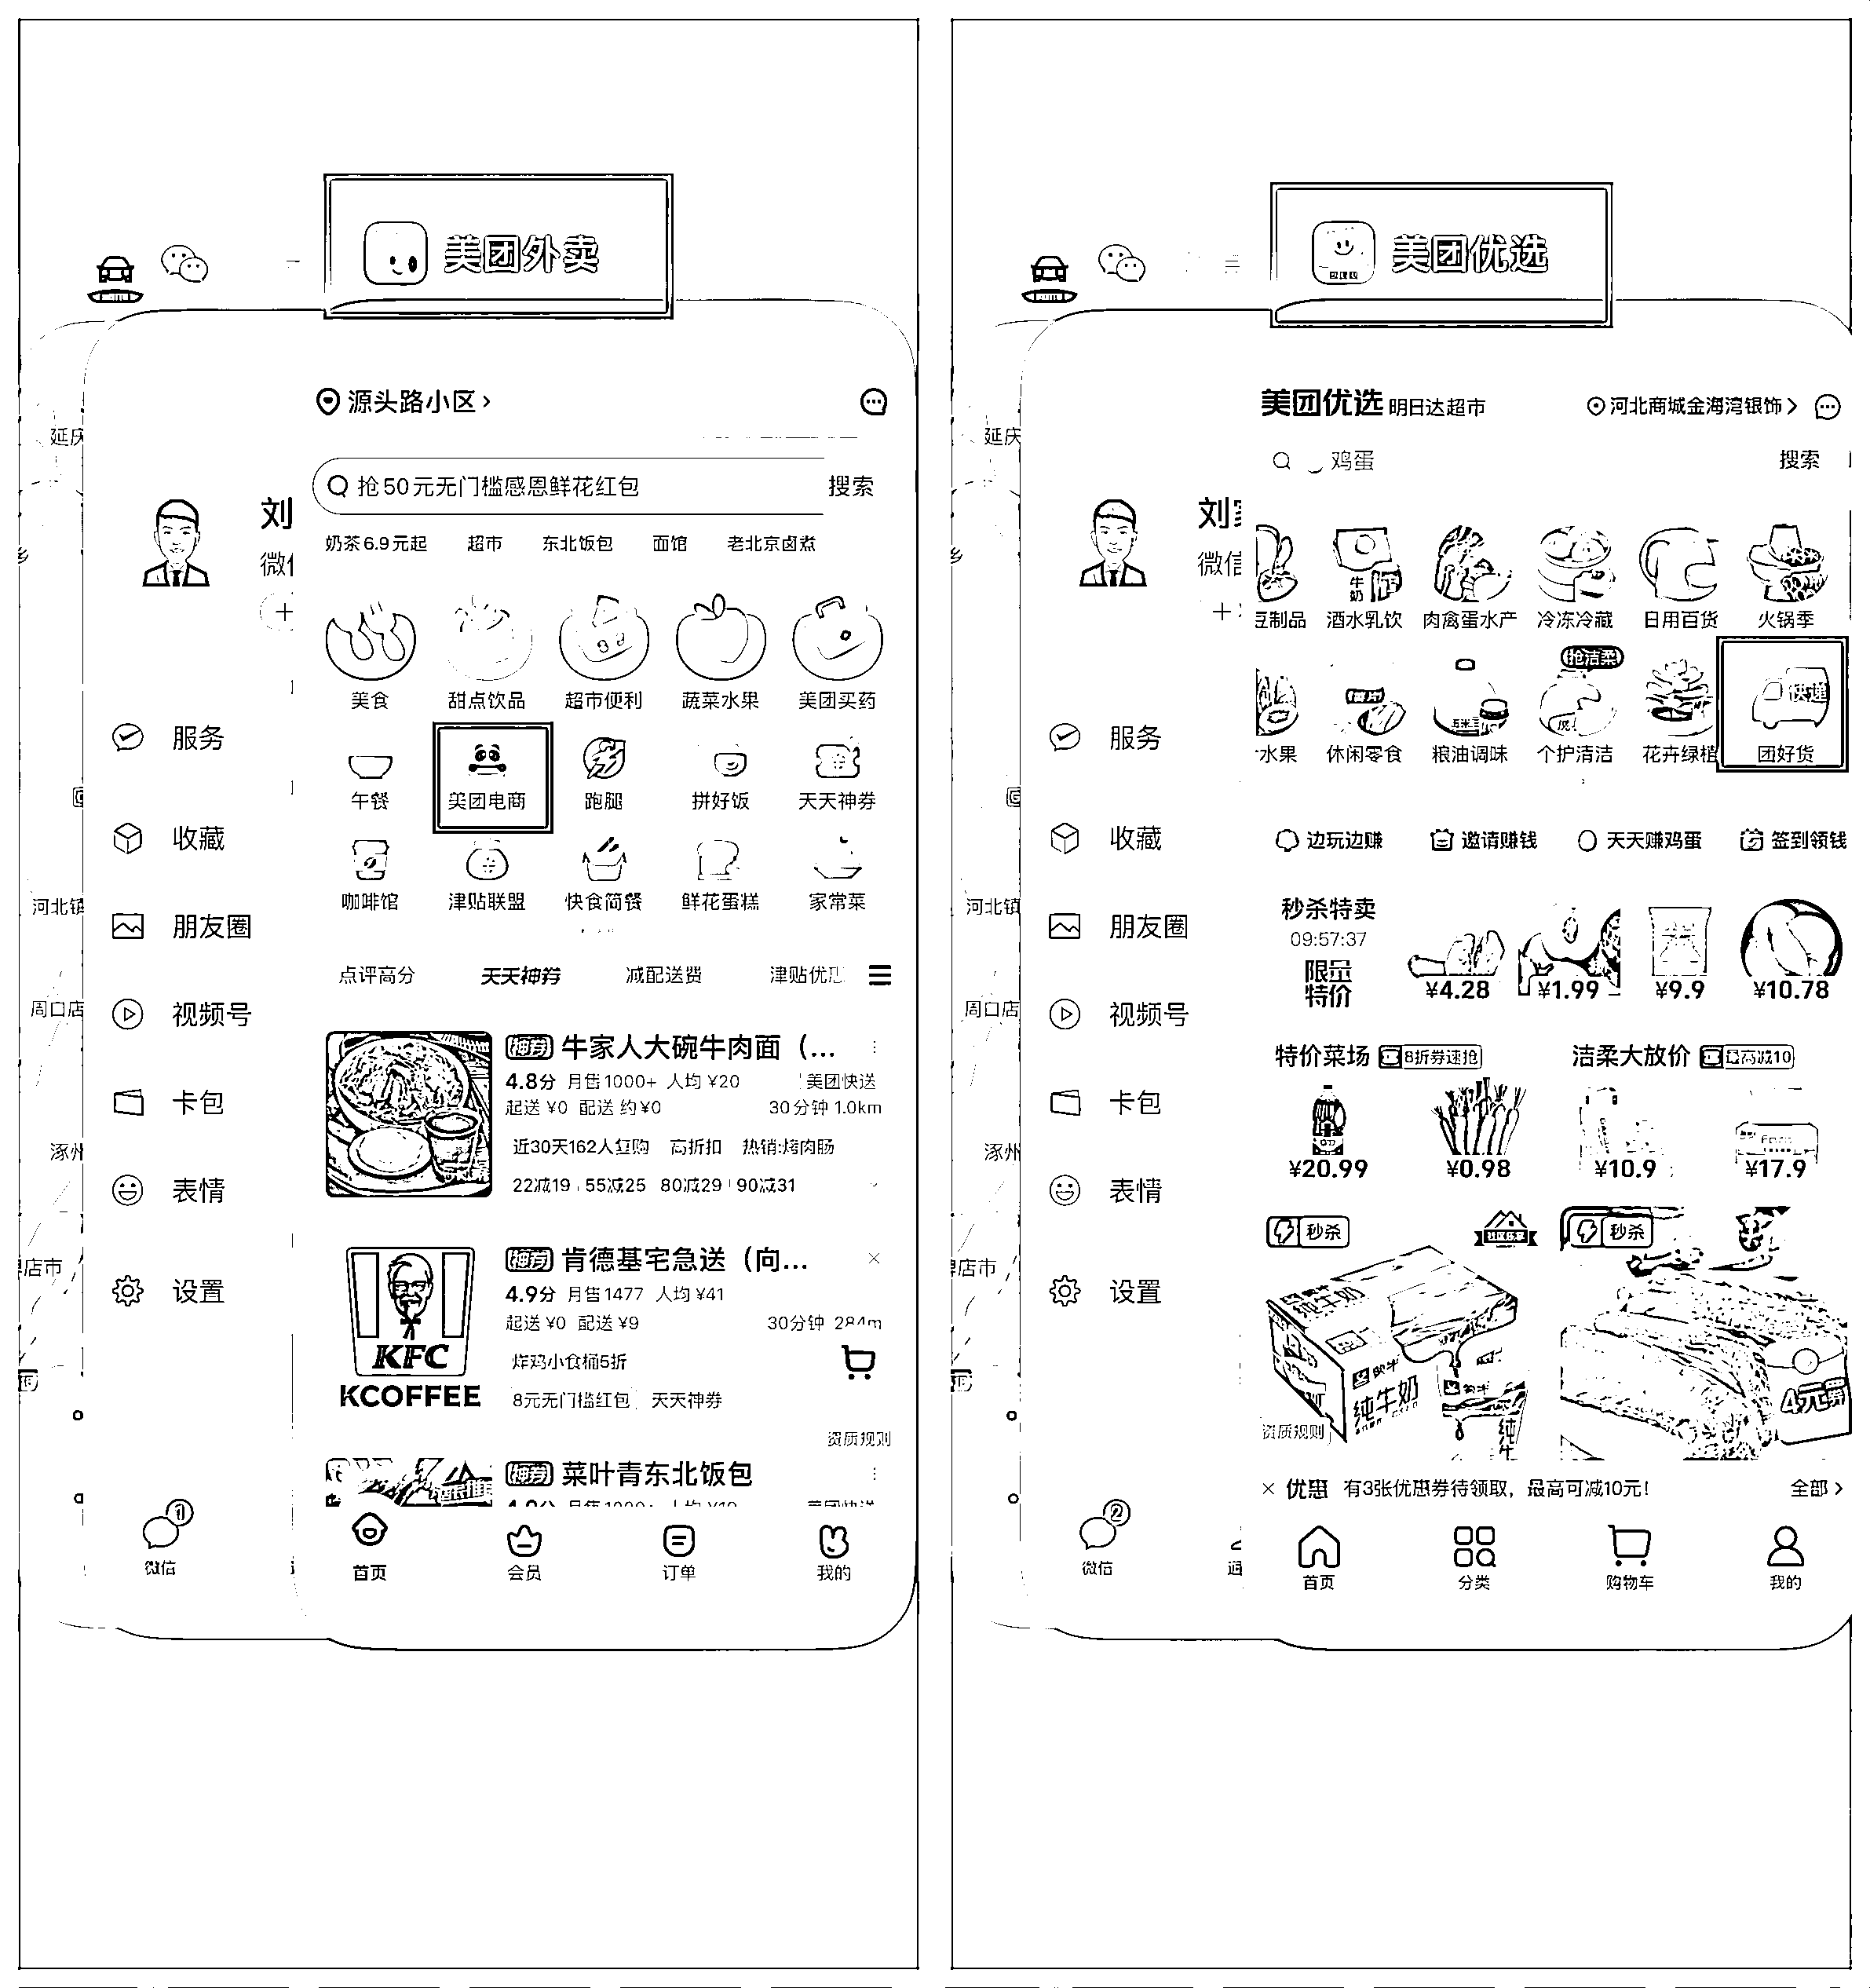 美团外卖
源头路小区
抢50元无门槛感恩鲜花红包
搜索
奶茶6.9元起 超市 东北饭包 面馆 老北京卤煮
美食 甜点饮品 超市便利 蔬菜水果 美团买药
午餐 美团电商 跑腿 拼好饭 天天神券
咖啡馆 津贴联盟 快食简餐 鲜花蛋糕 家常菜
点评高分 天天神券 减配送费 津贴优
神券 牛家人大碗牛肉面（...
4.8分 月售1000+ 人均 ¥20 美团快送
起送 ¥0 配送 约¥0 30分钟 1.0km
近30天162人复购 高折扣 热销:烤肉肠
22减19 55减25 80减29 90减31
神券 肯德基宅急送（向...
4.9分 月售1477 人均 ¥41
起送 ¥0 配送 ¥9 30分钟 284m
炸鸡小食桶5折
8元无门槛红包 天天神券
KFC
KCOFFEE
资质规则
神券 菜叶青东北饭包
首页 会员 订单 我的
延庆
刘
微信
服务
收藏
朋友圈
视频号
卡包
表情
设置
河北镇
周口店
涿州
店市
1
微信
美团优选
美团优选 明日达超市
河北商城金海湾银饰
鸡蛋
搜索
豆制品 酒水乳饮 肉禽蛋水产 冷冻冷藏 日用百货 火锅季
牛奶
抢洁柔
快递
水果 休闲零食 粮油调味 个护清洁 花卉绿植 团好货
边玩边赚 邀请赚钱 天天赚鸡蛋 签到领钱
秒杀特卖
09:57:37
限量
特价
¥4.28 ¥1.99 ¥9.9 ¥10.78
特价菜场 8折券速抢 洁柔大放价 最高减10
¥20.99 ¥0.98 ¥10.9 ¥17.9
秒杀 秒杀
纯牛奶
纯牛奶
资质规则
优惠 有3张优惠券待领取，最高可减10元！ 全部
首页 分类 购物车 我的
延庆
刘
微信
服务
收藏
朋友圈
视频号
卡包
表情
设置
河北镇
周口店
涿州
店市
2
微信